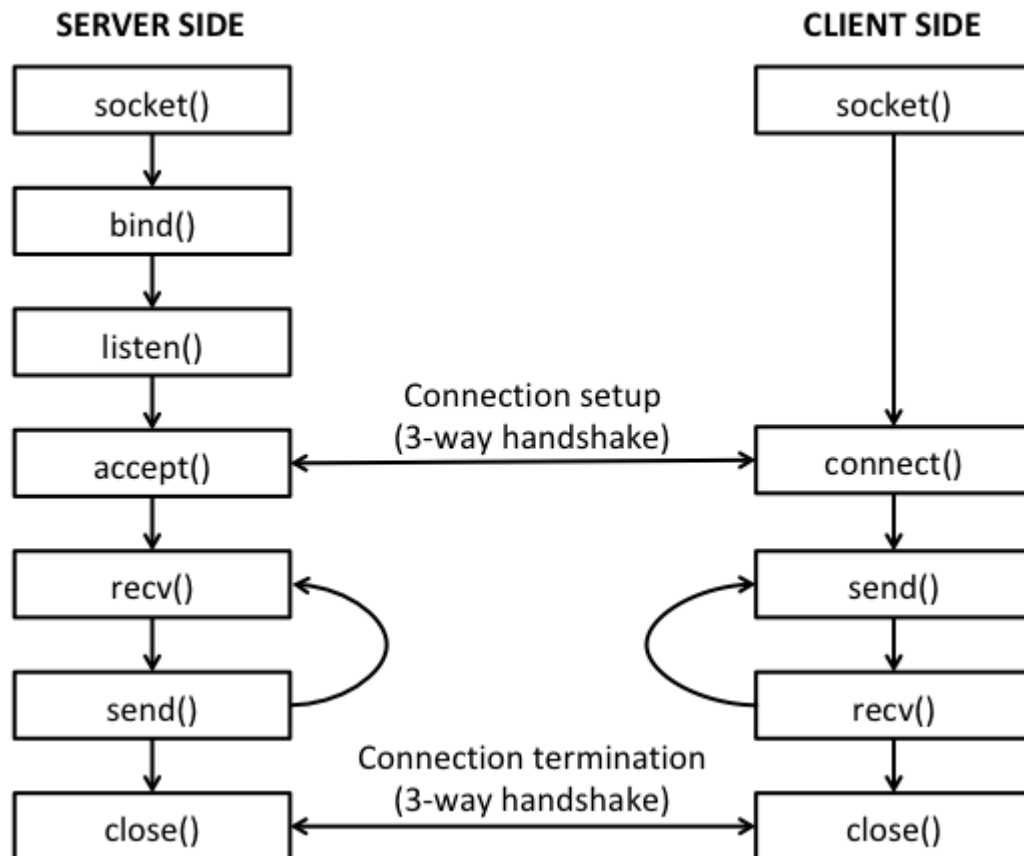 SERVER SIDE
CLIENT SIDE
socket()
socket()
bind()
listen()
Connection setup
(3-way handshake)
accept()
connect()
recv()
send()
send()
recv()
Connection termination
(3-way handshake)
close()
close()